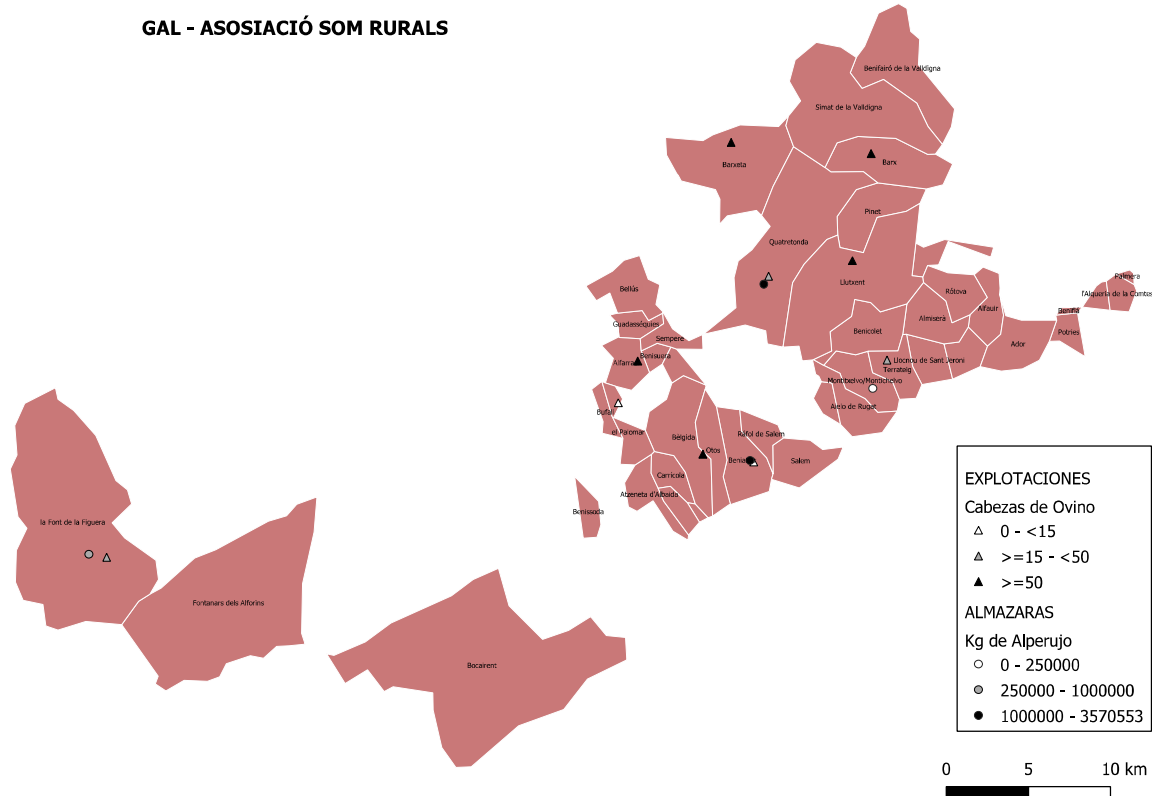 GAL - ASOSIACIÓ SOM RURALS
Benifairó de la Valldigna
Simat de la Valldigna
Barxeta
Barx
Pinet
Quatretonda
Llutxent
Bellús
Guadasséquies
Sempere
Benisuera
Alfarra
Bufali
el Palomar
Bèlgida
Otos
Carrícola
Atzeneta d'Albaida
Benissoda
Ràfol de Salem
Salem
Palmera
l'Alqueria de la Comtes
Rótova
Alfauir
Almiserà
Benicolet
Ador
Potries
Llocnou de Sant Jeroni
Terrateig
Montitxelvo/Montichelvo
Aielo de Rugat
la Font de la Figuera
Fontanars dels Alforins
Bocairent
EXPLOTACIONES
Cabezas de Ovino
0 - <15
>=15 - <50
>=50
ALMAZARAS
Kg de Alperujo
0 - 250000
250000 - 1000000
1000000 - 3570553
0 5 10 km